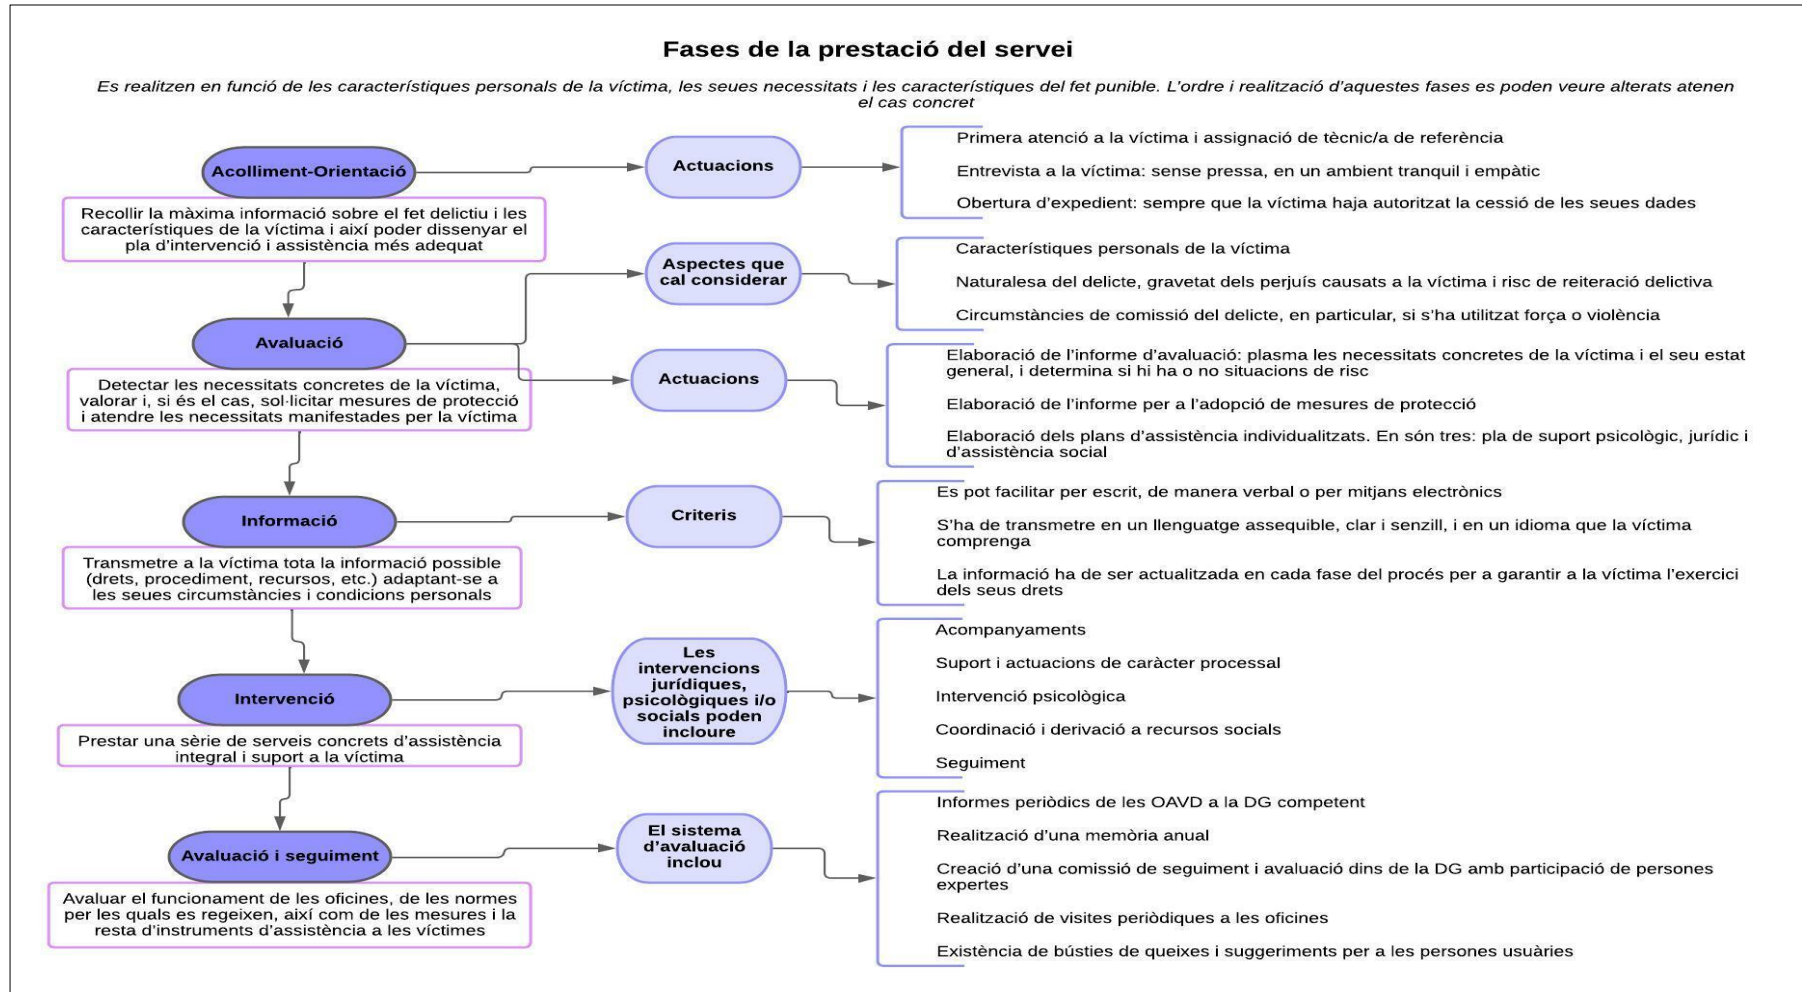 Fases de la prestació del servei
Es realitzen en funció de les característiques personals de la víctima, les seues necessitats i les característiques del fet punible. L'ordre i realització d'aquestes fases es poden veure alterats atenen
el cas concret
Acolliment-Orientació
Recollir la màxima informació sobre el fet delictiu i les
característiques de la víctima i així poder dissenyar el
pla d'intervenció i assistència més adequat
Actuacions
Primera atenció a la víctima i assignació de tècnic/a de referència
Entrevista a la víctima: sense pressa, en un ambient tranquil i empàtic
Obertura d'expedient: sempre que la víctima haja autoritzat la cessió de les seues dades
Avaluació
Detectar les necessitats concretes de la víctima,
valorar i, si és el cas, sol·licitar mesures de protecció
i atendre les necessitats manifestades per la víctima
Aspectes que
cal considerar
Característiques personals de la víctima
Naturalesa del delicte, gravetat dels perjuís causats a la víctima i risc de reiteració delictiva
Circumstàncies de comissió del delicte, en particular, si s'ha utilitzat força o violència
Actuacions
Elaboració de l'informe d'avaluació: plasma les necessitats concretes de la víctima i el seu estat
general, i determina si hi ha o no situacions de risc
Elaboració de l'informe per a l'adopció de mesures de protecció
Elaboració dels plans d'assistència individualitzats. En són tres: pla de suport psicològic, jurídic i
d'assistència social
Informació
Transmetre a la víctima tota la informació possible
(drets, procediment, recursos, etc.) adaptant-se a
les seues circumstàncies i condicions personals
Criteris
Es pot facilitar per escrit, de manera verbal o per mitjans electrònics
S'ha de transmetre en un llenguatge assequible, clar i senzill, i en un idioma que la víctima
comprenga
La informació ha de ser actualitzada en cada fase del procés per a garantir a la víctima l'exercici
dels seus drets
Intervenció
Prestar una sèrie de serveis concrets d'assistència
integral i suport a la víctima
Les
intervencions
jurídiques,
psicològiques i/o
socials poden
incloure
Acompanyaments
Suport i actuacions de caràcter processal
Intervenció psicològica
Coordinació i derivació a recursos socials
Seguiment
Avaluació i seguiment
Avaluar el funcionament de les oficines, de les normes
per les quals es regeixen, així com de les mesures i la
resta d'instruments d'assistència a les víctimes
El sistema
d'avaluació
inclou
Informes periòdics de les OAVD a la DG competent
Realització d'una memòria anual
Creació d'una comissió de seguiment i avaluació dins de la DG amb participació de persones
expertes
Realització de visites periòdiques a les oficines
Existència de bústies de queixes i suggeriments per a les persones usuàries